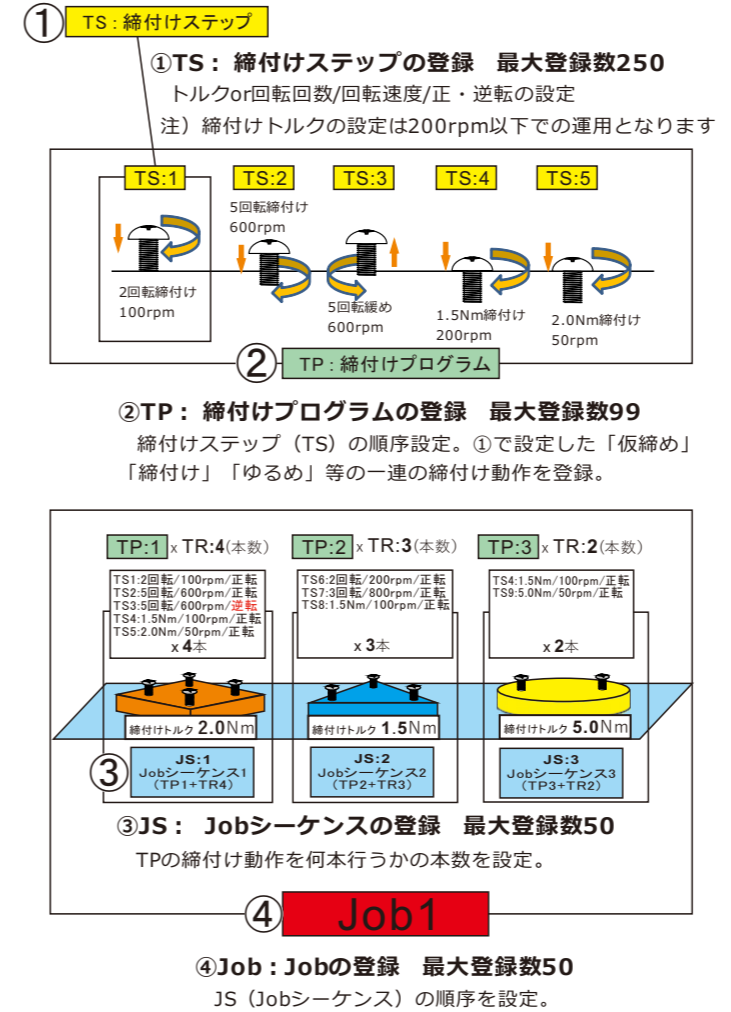 ① TS：締付けステップ
①TS： 締付けステップの登録　最大登録数250
トルクor回転回数/回転速度/正・逆転の設定
注）締付けトルクの設定は200rpm以下での運用となります
TS:1
TS:2
TS:3
TS:4
TS:5
2回転締付け
100rpm
5回転締付け
600rpm
5回転緩め
600rpm
1.5Nm締付け
200rpm
2.0Nm締付け
50rpm
② TP：締付けプログラム
②TP： 締付けプログラムの登録　最大登録数99
締付けステップ（TS）の順序設定。①で設定した「仮締め」
「締付け」「ゆるめ」等の一連の締付け動作を登録。
TP:1 x TR:4(本数)
TS1:2回転/100rpm/正転
TS2:5回転/600rpm/正転
TS3:5回転/600rpm/逆転
TS4:1.5Nm/100rpm/正転
TS5:2.0Nm/50rpm/正転
x 4本
締付けトルク 2.0Nm
TP:2 x TR:3(本数)
TS6:2回転/200rpm/正転
TS7:3回転/800rpm/正転
TS8:1.5Nm/100rpm/正転
x 3本
締付けトルク 1.5Nm
TP:3 x TR:2(本数)
TS4:1.5Nm/100rpm/正転
TS9:5.0Nm/50rpm/正転
x 2本
締付けトルク 5.0Nm
③
JS:1
Jobシーケンス1
（TP1+TR4）
JS:2
Jobシーケンス2
（TP2+TR3）
JS:3
Jobシーケンス3
（TP3+TR2）
③JS： Jobシーケンスの登録　最大登録数50
TPの締付け動作を何本行うかの本数を設定。
④ Job1
④Job：Jobの登録　最大登録数50
JS（Jobシーケンス）の順序を設定。